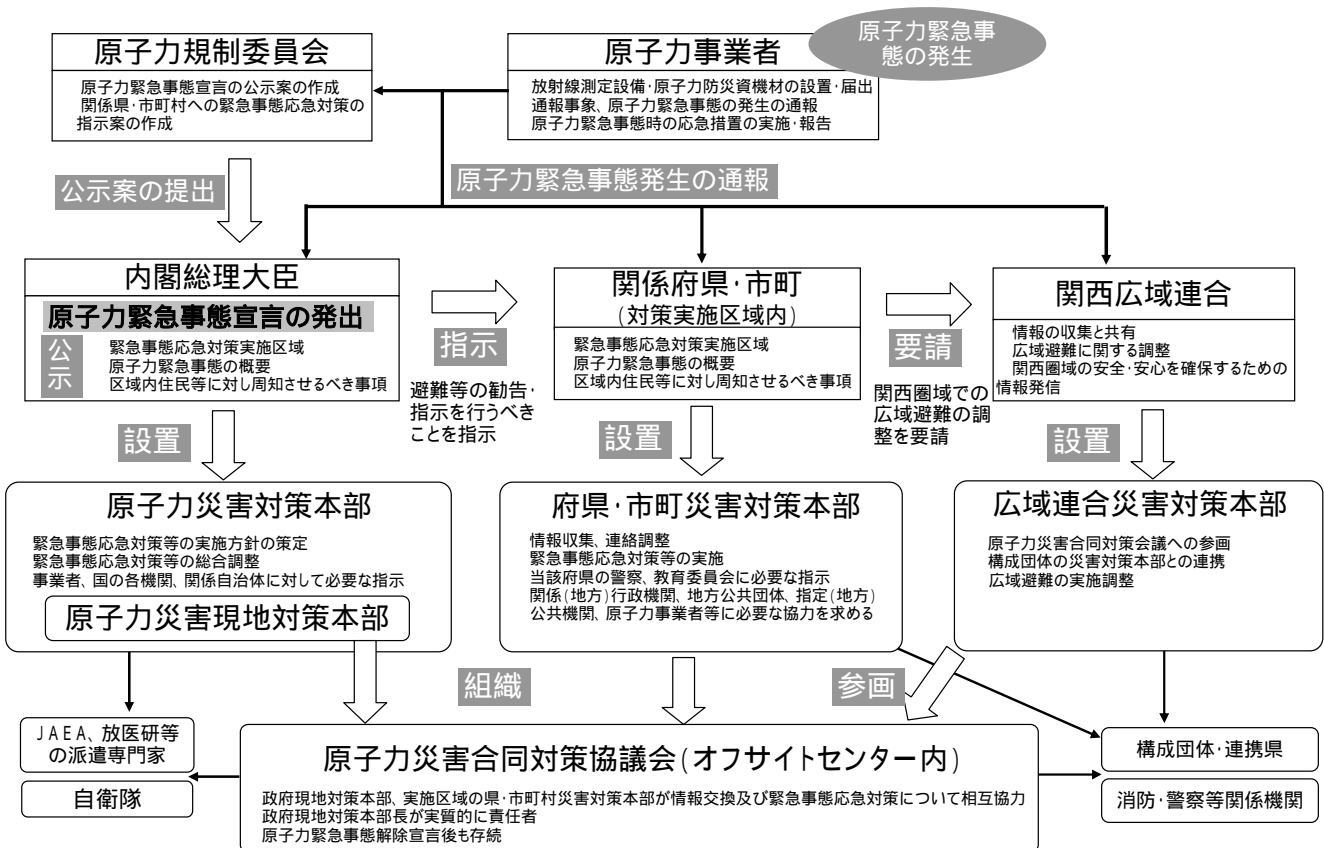 原子力緊急事
態の発生
原子力規制委員会
原子力緊急事態宣言の公示案の作成
関係県・市町村への緊急事態応急対策の
指示案の作成
原子力事業者
放射線測定設備・原子力防災資機材の設置・届出
通報事象、原子力緊急事態の発生の通報
原子力緊急事態時の応急措置の実施・報告
公示案の提出
原子力緊急事態発生の通報
内閣総理大臣
原子力緊急事態宣言の発出
公示
緊急事態応急対策実施区域
原子力緊急事態の概要
区域内住民等に対し周知させるべき事項
指示
避難等の勧告・
指示を行うべき
ことを指示
関係府県・市町
(対策実施区域内)
緊急事態応急対策実施区域
原子力緊急事態の概要
区域内住民等に対し周知させるべき事項
要請
関西圏域での
広域避難の調
整を要請
関西広域連合
情報の収集と共有
広域避難に関する調整
関西圏域の安全・安心を確保するための
情報発信
設置
設置
設置
原子力災害対策本部
緊急事態応急対策等の実施方針の策定
緊急事態応急対策等の総合調整
事業者、国の各機関、関係自治体に対して必要な指示
原子力災害現地対策本部
府県・市町災害対策本部
情報収集、連絡調整
緊急事態応急対策等の実施
当該府県の警察、教育委員会に必要な指示
関係(地方)行政機関、地方公共団体、指定(地方)
公共機関、原子力事業者等に必要な協力を求める
広域連合災害対策本部
原子力災害合同対策会議への参画
構成団体の災害対策本部との連携
広域避難の実施調整
組織
参画
JAEA、放医研等
の派遣専門家
自衛隊
原子力災害合同対策協議会(オフサイトセンター内)
政府現地対策本部、実施区域の県・市町村災害対策本部が情報交換及び緊急事態応急対策について相互協力
政府現地対策本部長が実質的に責任者
原子力緊急事態解除宣言後も存続
構成団体・連携県
消防・警察等関係機関